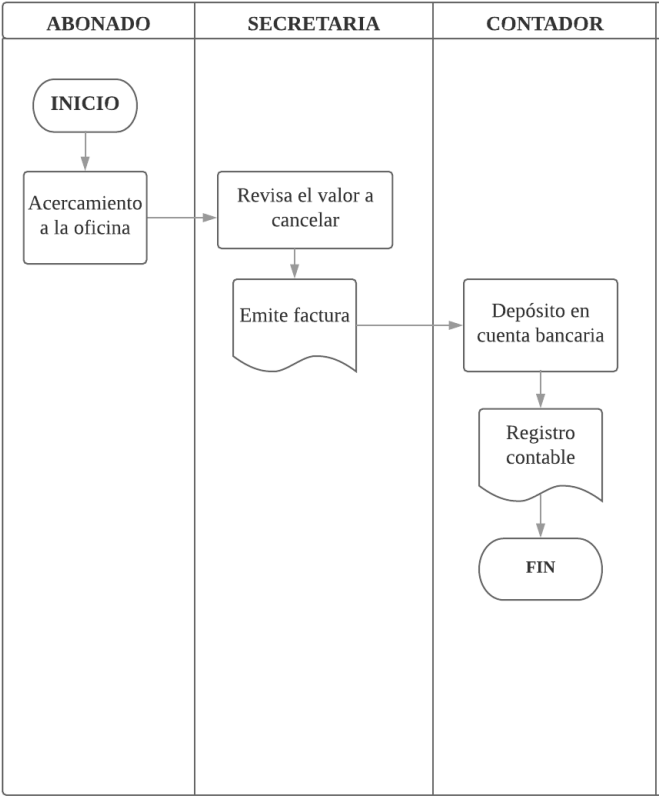 ABONADO
SECRETARIA
CONTADOR
INICIO
Acercamiento
a la oficina
Revisa el valor a
cancelar
Emite factura
Depósito en
cuenta bancaria
Registro
contable
FIN